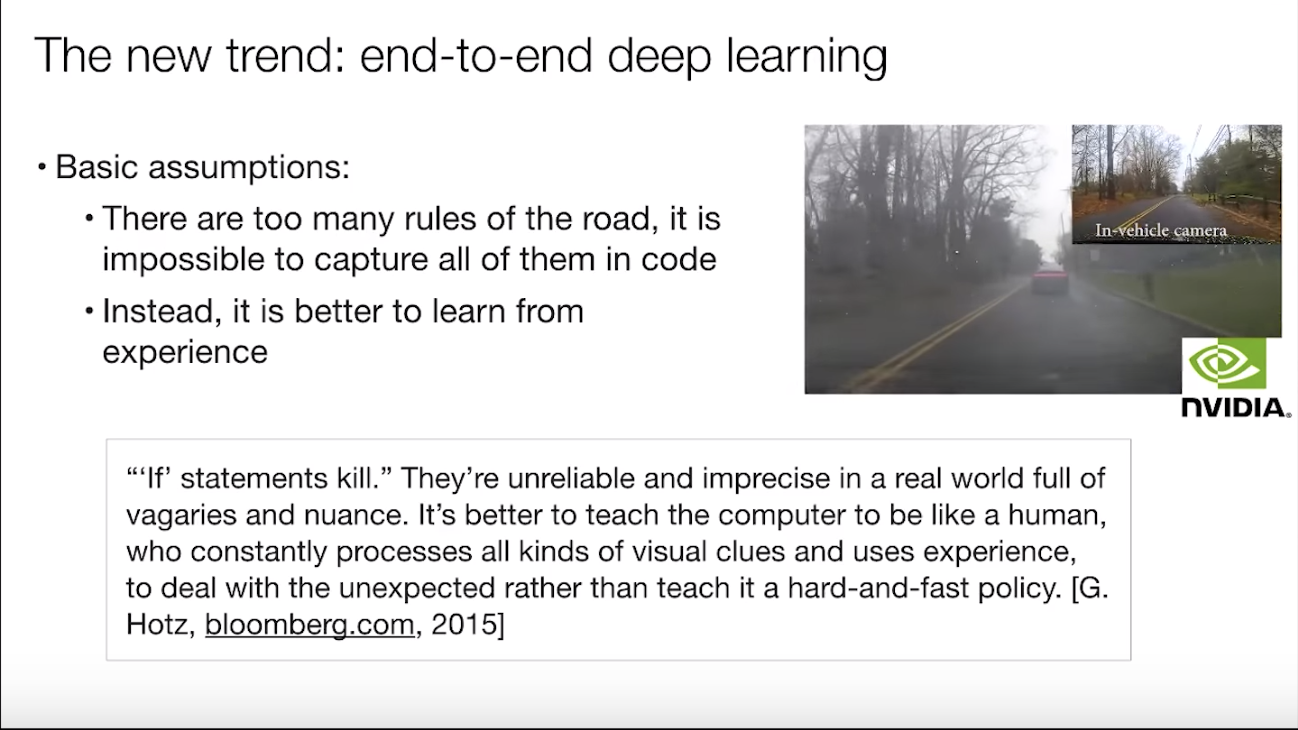 The new trend: end-to-end deep learning
• Basic assumptions:
• There are too many rules of the road, it is
impossible to capture all of them in code
• Instead, it is better to learn from
experience
In-vehicle camera
NVIDIA®
“‘If’ statements kill.” They’re unreliable and imprecise in a real world full of
vagaries and nuance. It’s better to teach the computer to be like a human,
who constantly processes all kinds of visual clues and uses experience,
to deal with the unexpected rather than teach it a hard-and-fast policy. [G.
Hotz, bloomberg.com, 2015]